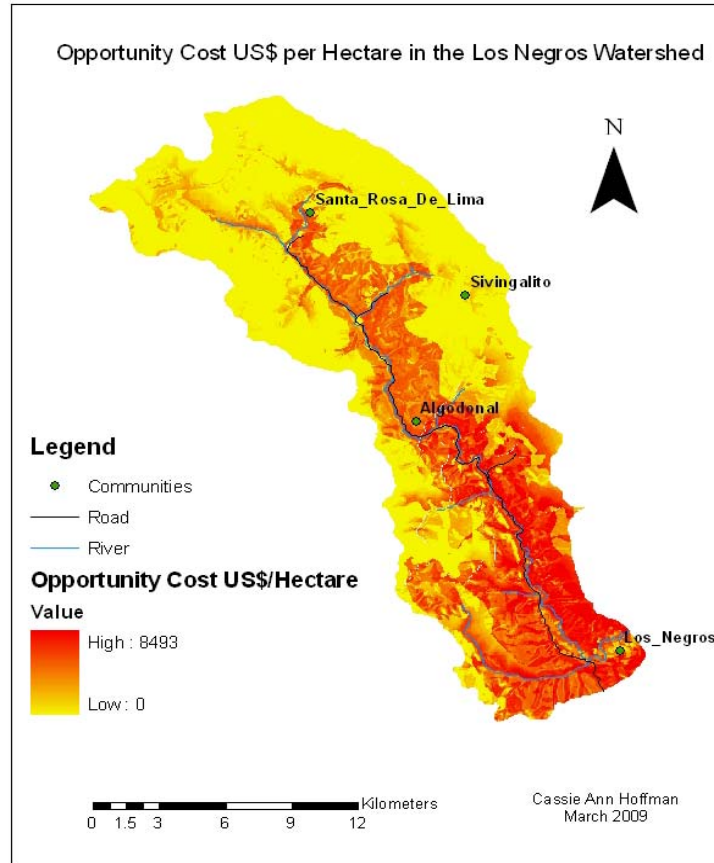 Opportunity Cost US$ per Hectare in the Los Negros Watershed
N
Santa_Rosa_De_Lima
Sivingalito
Algodonal
Los_Negros
Legend
Communities
Road
River
Opportunity Cost US$/Hectare
Value
High : 8493
Low : 0
Kilometers
0 1.5 3 6 9 12
Cassie Ann Hoffman
March 2009